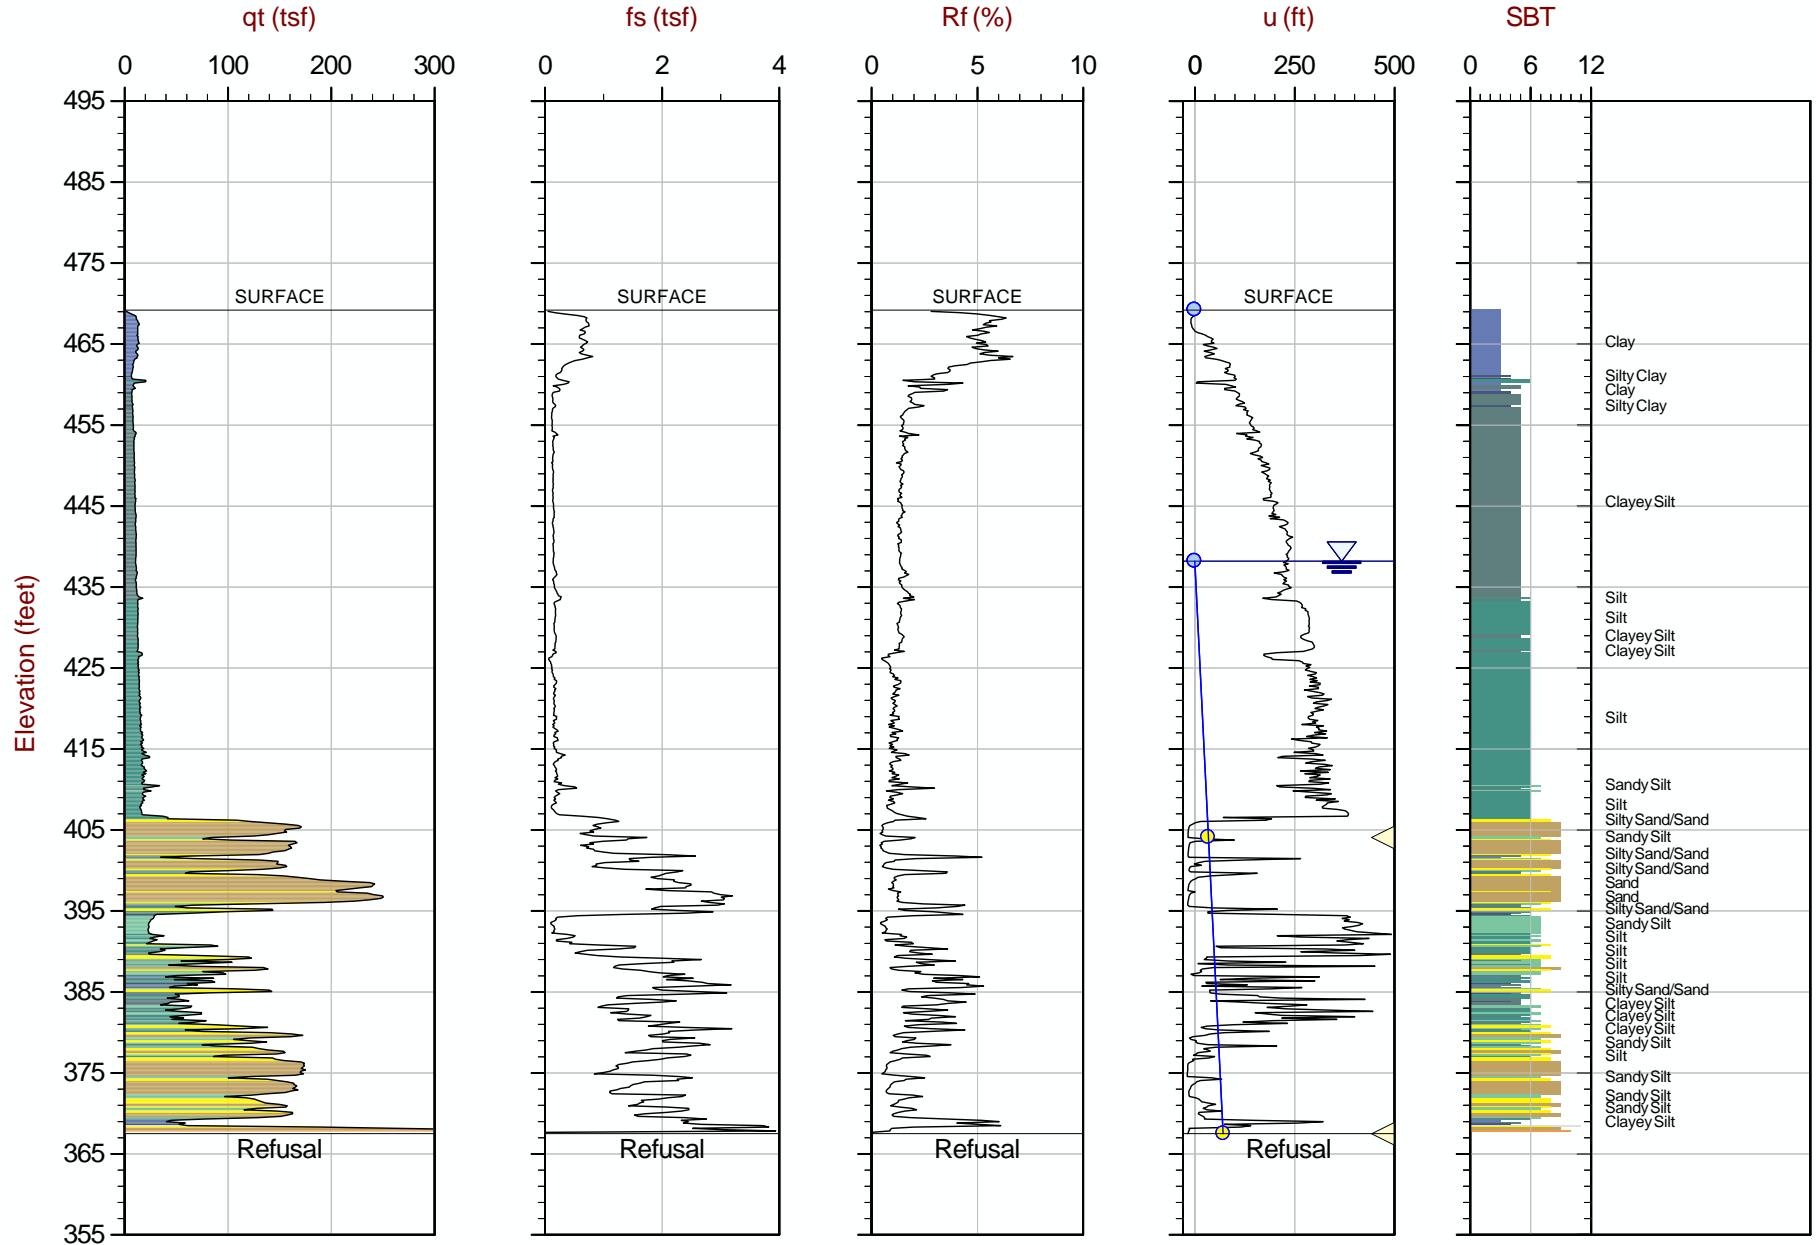 qt (tsf) fs (tsf) Rf (%) u (ft) SBT
0 100 200 300 0 2 4 0 5 10 0 250 500 0 6 12
495
485
475
SURFACE SURFACE SURFACE SURFACE
465
Clay
Silty Clay
Clay
Silty Clay
455
445
Clayey Silt
435
Silt
Silt
Clayey Silt
Clayey Silt
425
Silt
415
Sandy Silt
Silt
Silty Sand/Sand
405
Sandy Silt
Silty Sand/Sand
Silty Sand/Sand
Sand
Sand
Silty Sand/Sand
395
Sandy Silt
Silt
Silt
Silt
Silt
Silty Sand/Sand
385
Clayey Silt
Clayey Silt
Clayey Silt
Sandy Silt
Silt
375
Sandy Silt
Sandy Silt
Sandy Silt
Clayey Silt
Refusal Refusal Refusal Refusal
365
355
Elevation (feet)